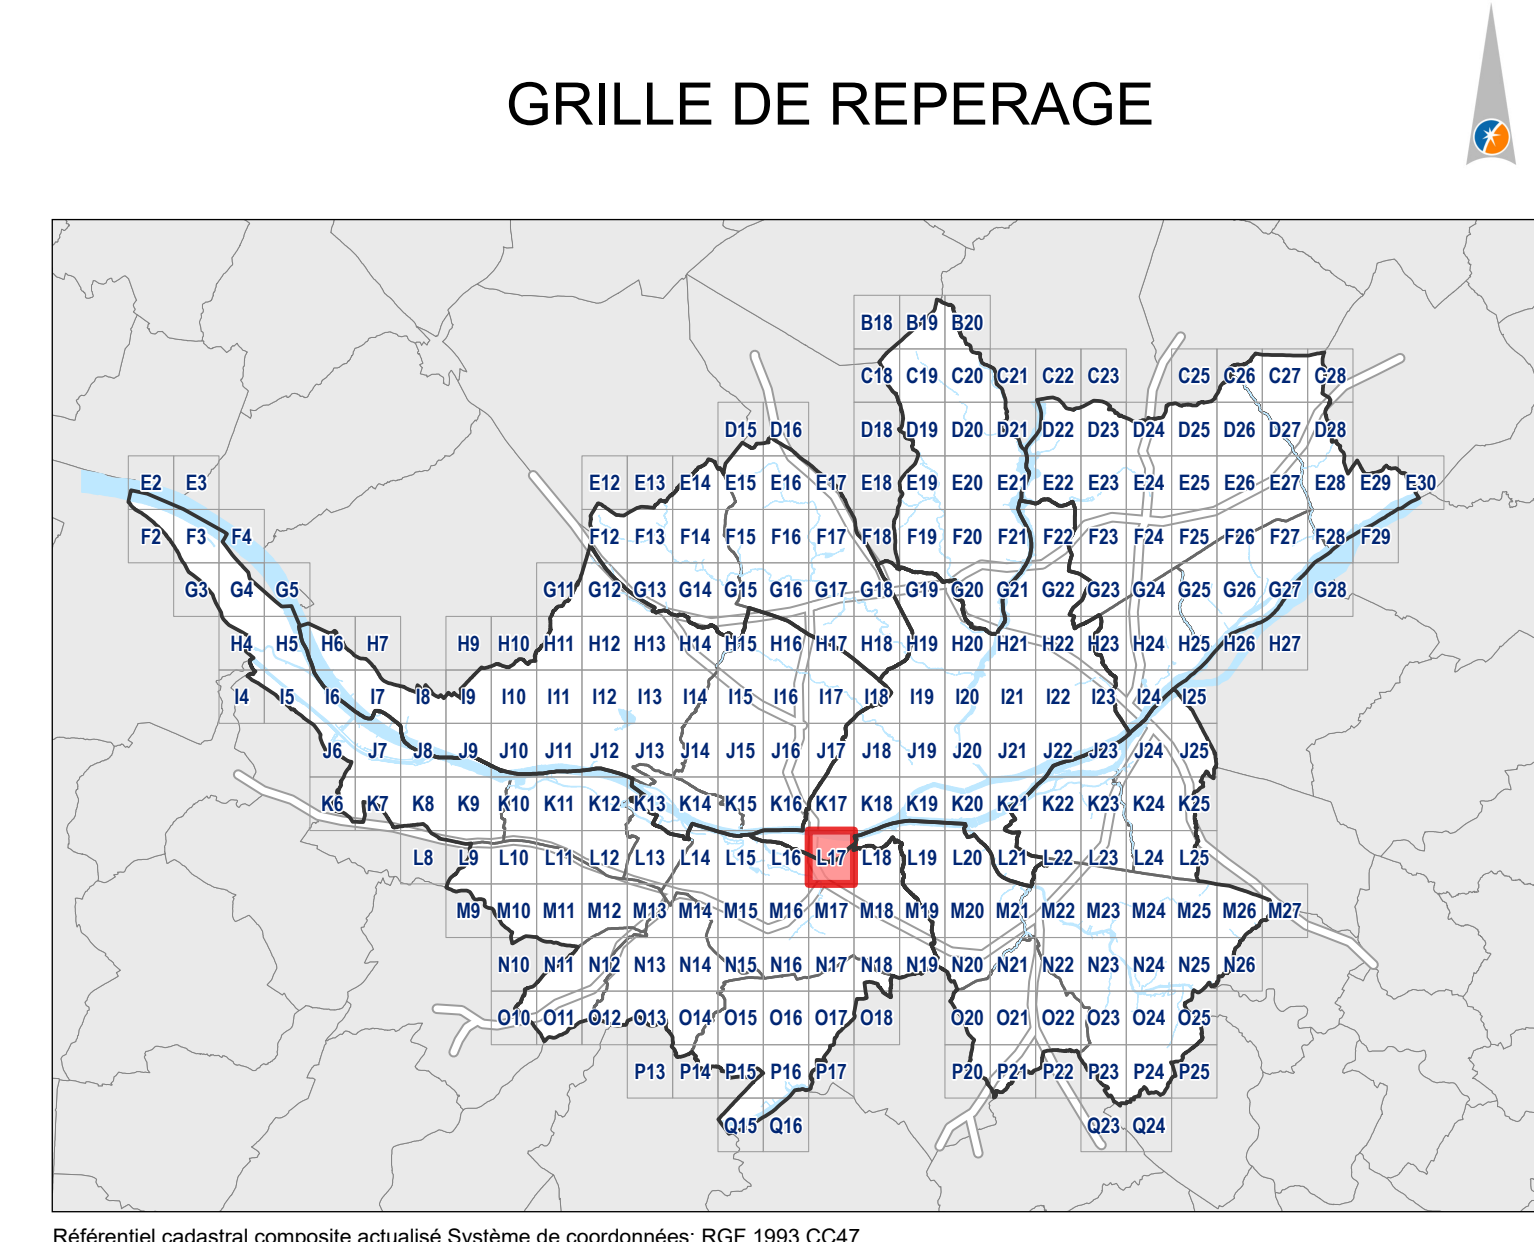 GRILLE DE REPERAGE
B18 B19 B20
C18 C19 C20 C21 C22 C23 C25 C26 C27 C28
D15 D16 D18 D19 D20 D21 D22 D23 D24 D25 D26 D27 D28
E2 E3 E12 E13 E14 E15 E16 E17 E18 E19 E20 E21 E22 E23 E24 E25 E26 E27 E28 E29 E30
F2 F3 F4 F12 F13 F14 F15 F16 F17 F18 F19 F20 F21 F22 F23 F24 F25 F26 F27 F28 F29
G3 G4 G5 G11 G12 G13 G14 G15 G16 G17 G18 G19 G20 G21 G22 G23 G24 G25 G26 G27 G28
H4 H5 H6 H7 H9 H10 H11 H12 H13 H14 H15 H16 H17 H18 H19 H20 H21 H22 H23 H24 H25 H26 H27
I4 I5 I6 I7 I8 I9 I10 I11 I12 I13 I14 I15 I16 I17 I18 I19 I20 I21 I22 I23 I24 I25
J6 J7 J8 J9 J10 J11 J12 J13 J14 J15 J16 J17 J18 J19 J20 J21 J22 J23 J24 J25
K6 K7 K8 K9 K10 K11 K12 K13 K14 K15 K16 K17 K18 K19 K20 K21 K22 K23 K24 K25
L8 L9 L10 L11 L12 L13 L14 L15 L16 L17 L18 L19 L20 L21 L22 L23 L24 L25
M9 M10 M11 M12 M13 M14 M15 M16 M17 M18 M19 M20 M21 M22 M23 M24 M25 M26 M27
N10 N11 N12 N13 N14 N15 N16 N17 N18 N19 N20 N21 N22 N23 N24 N25 N26
O10 O11 O12 O13 O14 O15 O16 O17 O18 O20 O21 O22 O23 O24 O25
P13 P14 P15 P16 P17 P20 P21 P22 P23 P24 P25
Q15 Q16 Q23 Q24
Référentiel cadastral composite actualisé Système de coordonnées: RGF 1993 CC47